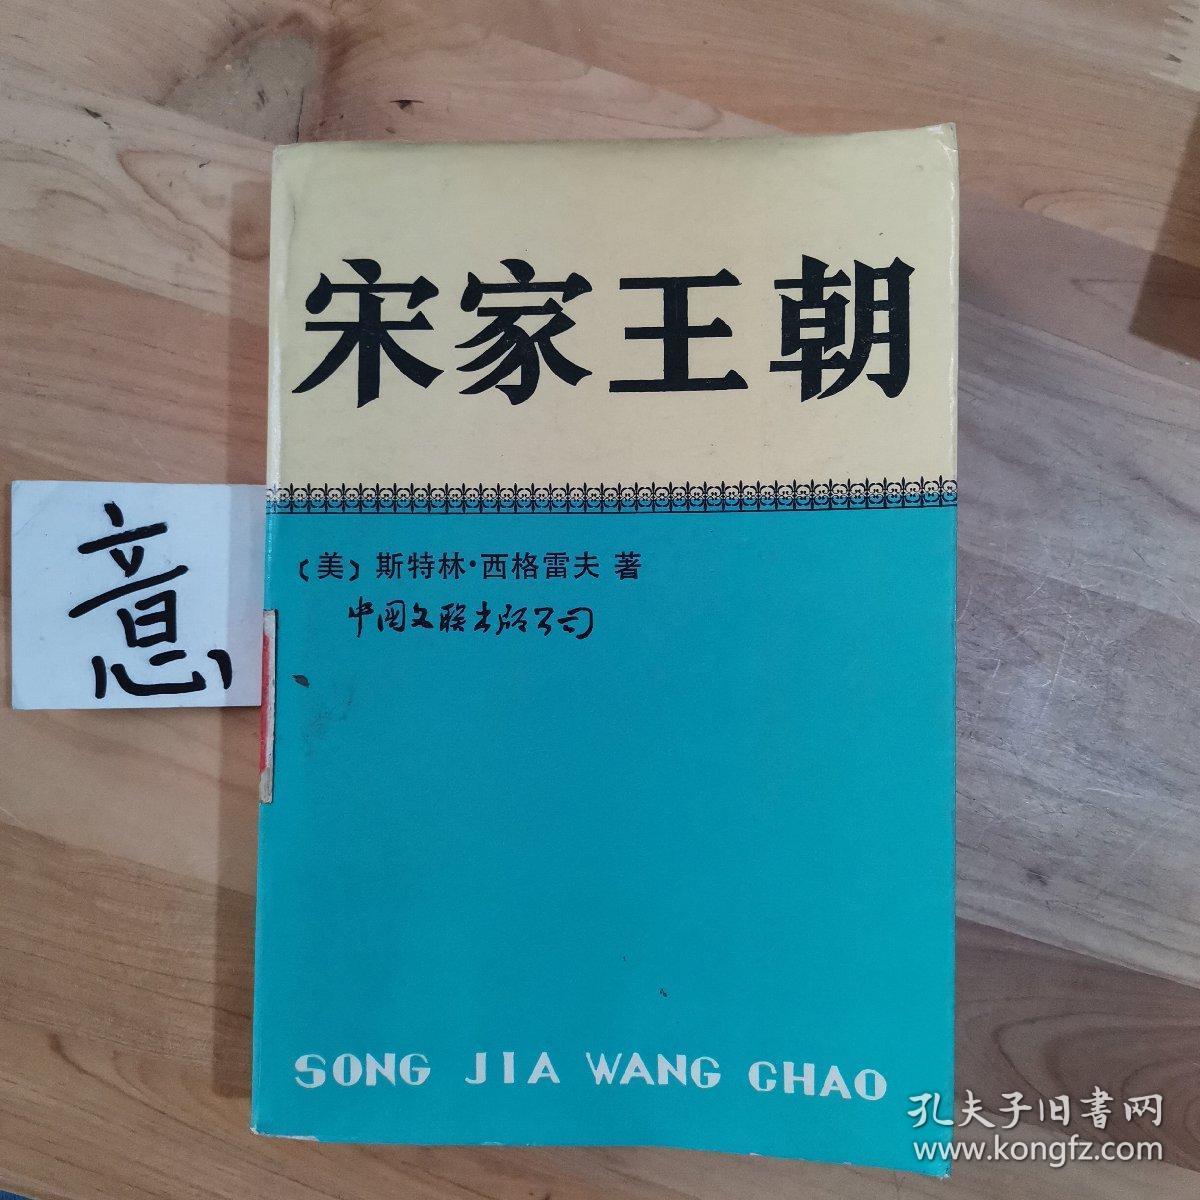 宋家王朝
〔美〕斯特林·西格雷夫 著
中国文联出版公司
意
SONG JIA WANG CHAO
孔夫子旧書网
www.kongfz.com